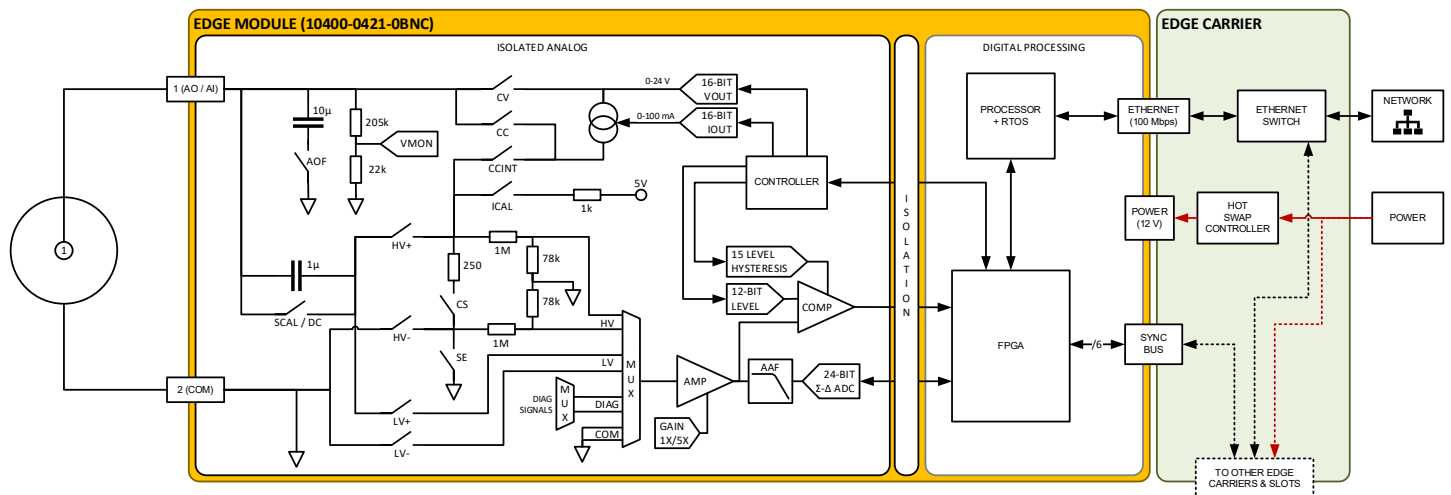 EDGE MODULE (10400-0421-0BNC)
EDGE CARRIER
ISOLATED ANALOG
DIGITAL PROCESSING
1 (AO / AI)
10µ
AOF
205k
22k
VMON
CV
CC
CCINT
ICAL
1k
5V
0-24 V
0-100 mA
16-BIT
VOUT
16-BIT
IOUT
CONTROLLER
1
1µ
SCAL / DC
HV+
HV-
250
CS
SE
1M
1M
78k
78k
HV
LV
LV+
LV-
2 (COM)
DIAG
SIGNALS
M
U
X
DIAG
COM
M
U
X
AMP
GAIN
1X/5X
15 LEVEL
HYSTERESIS
12-BIT
LEVEL
COMP
AAF
24-BIT
Σ-Δ ADC
I
S
O
L
A
T
I
O
N
PROCESSOR
+ RTOS
FPGA
/6
ETHERNET
(100 Mbps)
POWER
(12 V)
SYNC
BUS
ETHERNET
SWITCH
HOT
SWAP
CONTROLLER
NETWORK
POWER
TO OTHER EDGE
CARRIERS & SLOTS